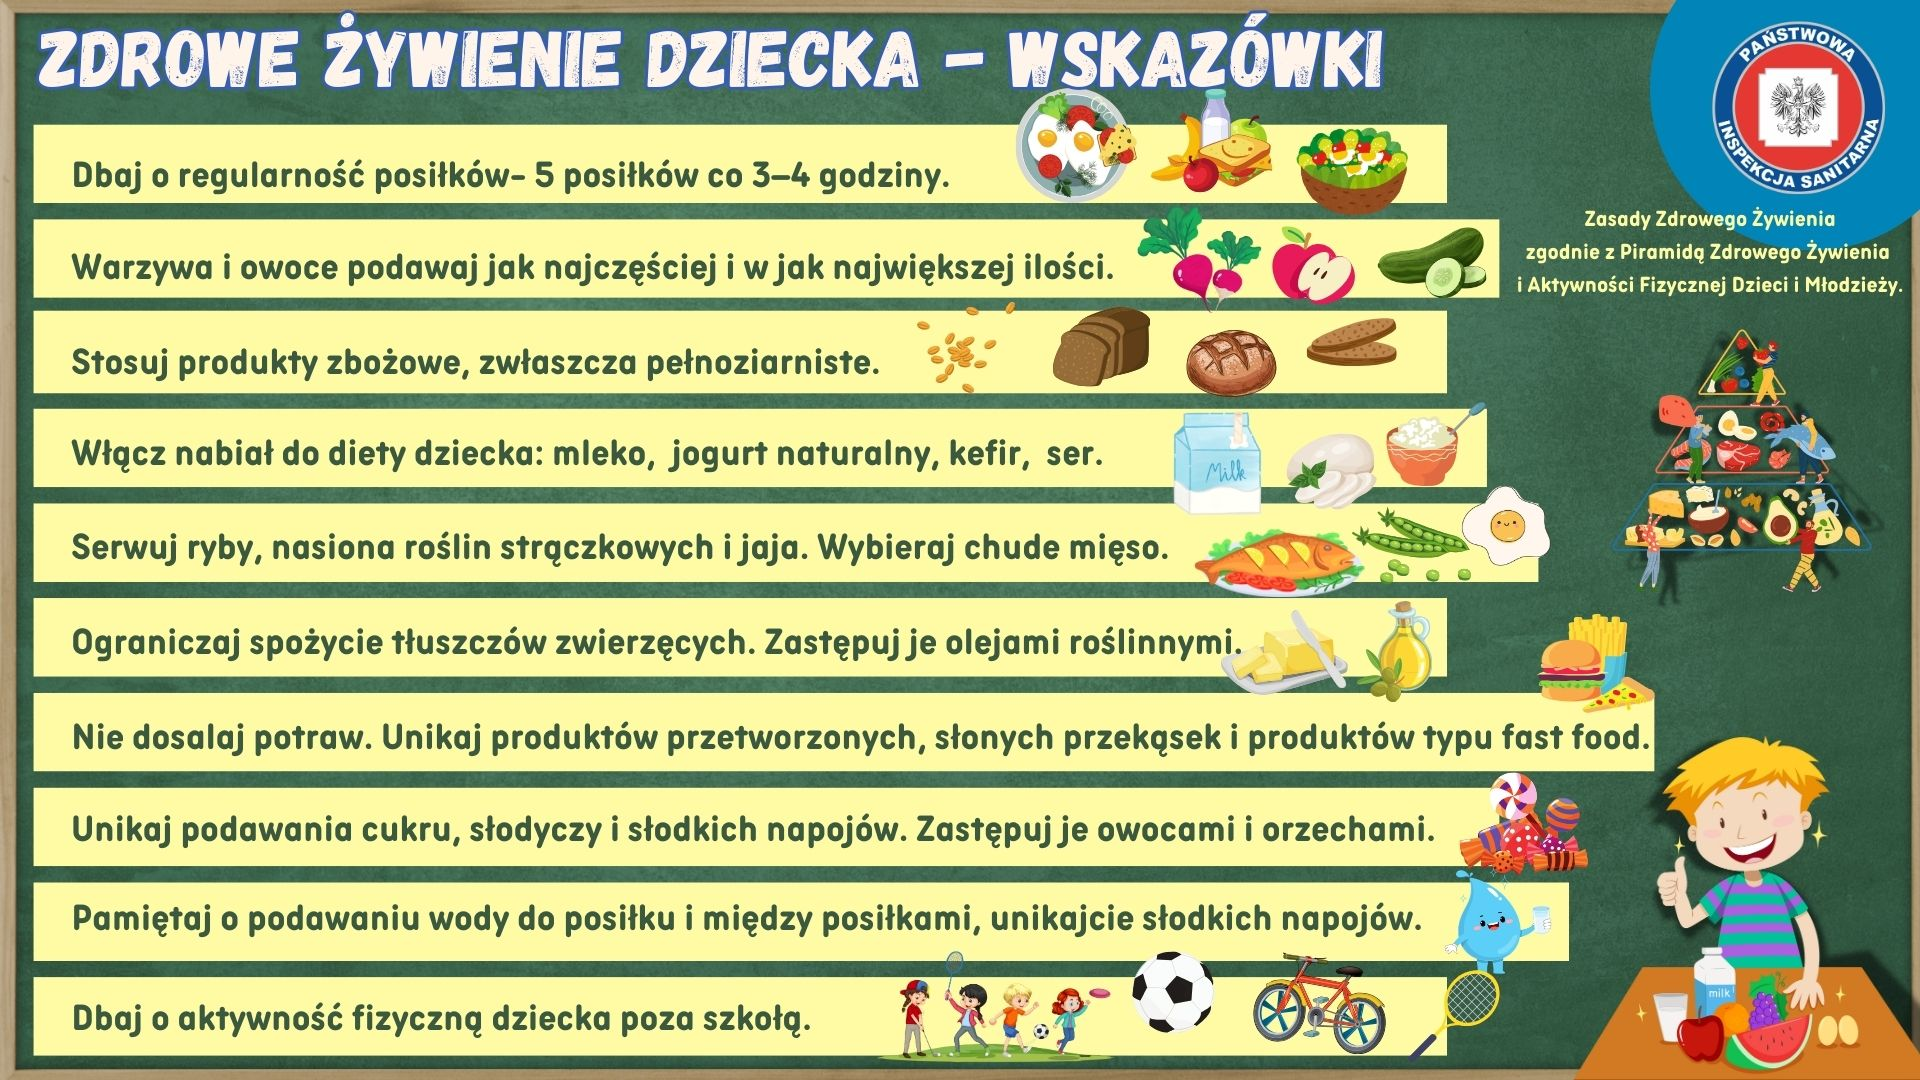 ZDROWE ŻYWIENIE DZIECKA - WSKAZÓWKI
PAŃSTWOWA
INSPEKCJA SANITARNA
Zasady Zdrowego Żywienia
zgodnie z Piramidą Zdrowego Żywienia
i Aktywności Fizycznej Dzieci i Młodzieży.
Dbaj o regularność posiłków- 5 posiłków co 3–4 godziny.
Warzywa i owoce podawaj jak najczęściej i w jak największej ilości.
Stosuj produkty zbożowe, zwłaszcza pełnoziarniste.
Włącz nabiał do diety dziecka: mleko, jogurt naturalny, kefir, ser.
Milk
Serwuj ryby, nasiona roślin strączkowych i jaja. Wybieraj chude mięso.
Ograniczaj spożycie tłuszczów zwierzęcych. Zastępuj je olejami roślinnymi.
Nie dosalaj potraw. Unikaj produktów przetworzonych, słonych przekąsek i produktów typu fast food.
Unikaj podawania cukru, słodyczy i słodkich napojów. Zastępuj je owocami i orzechami.
Pamiętaj o podawaniu wody do posiłku i między posiłkami, unikajcie słodkich napojów.
Dbaj o aktywność fizyczną dziecka poza szkołą.
milk